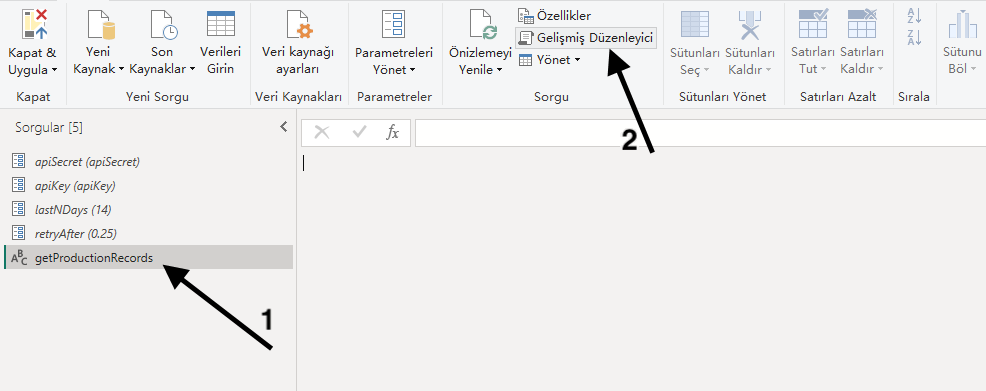 Kapat &
Uygula
Kapat
Yeni
Kaynak
Son
Kaynaklar
Verileri
Girin
Yeni Sorgu
Veri kaynağı
ayarları
Veri Kaynakları
Parametreleri
Yönet
Parametreler
Önizlemeyi
Yenile
Özellikler
Gelişmiş Düzenleyici
Yönet
Sorgu
Sütunları
Seç
Sütunları
Kaldır
Sütunları Yönet
Satırları
Tut
Satırları
Kaldır
Satırları Azalt
A
Z
Z
A
Sırala
Sütunu
Böl
Sorgular [5]
fx
2
apiSecret (apiSecret)
apiKey (apiKey)
lastNDays (14)
retryAfter (0.25)
ABC getProductionRecords
1